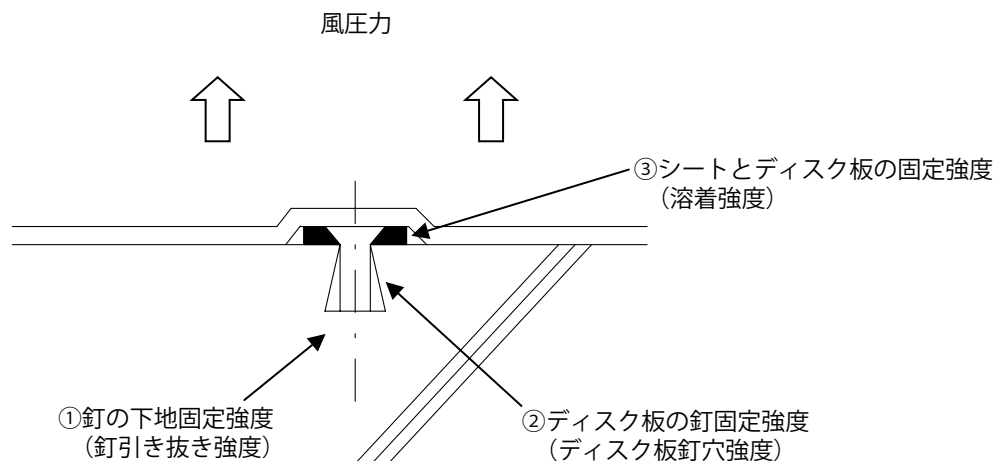 風圧力
③シートとディスク板の固定強度
(溶着強度)
①釘の下地固定強度
(釘引き抜き強度)
②ディスク板の釘固定強度
(ディスク板釘穴強度)